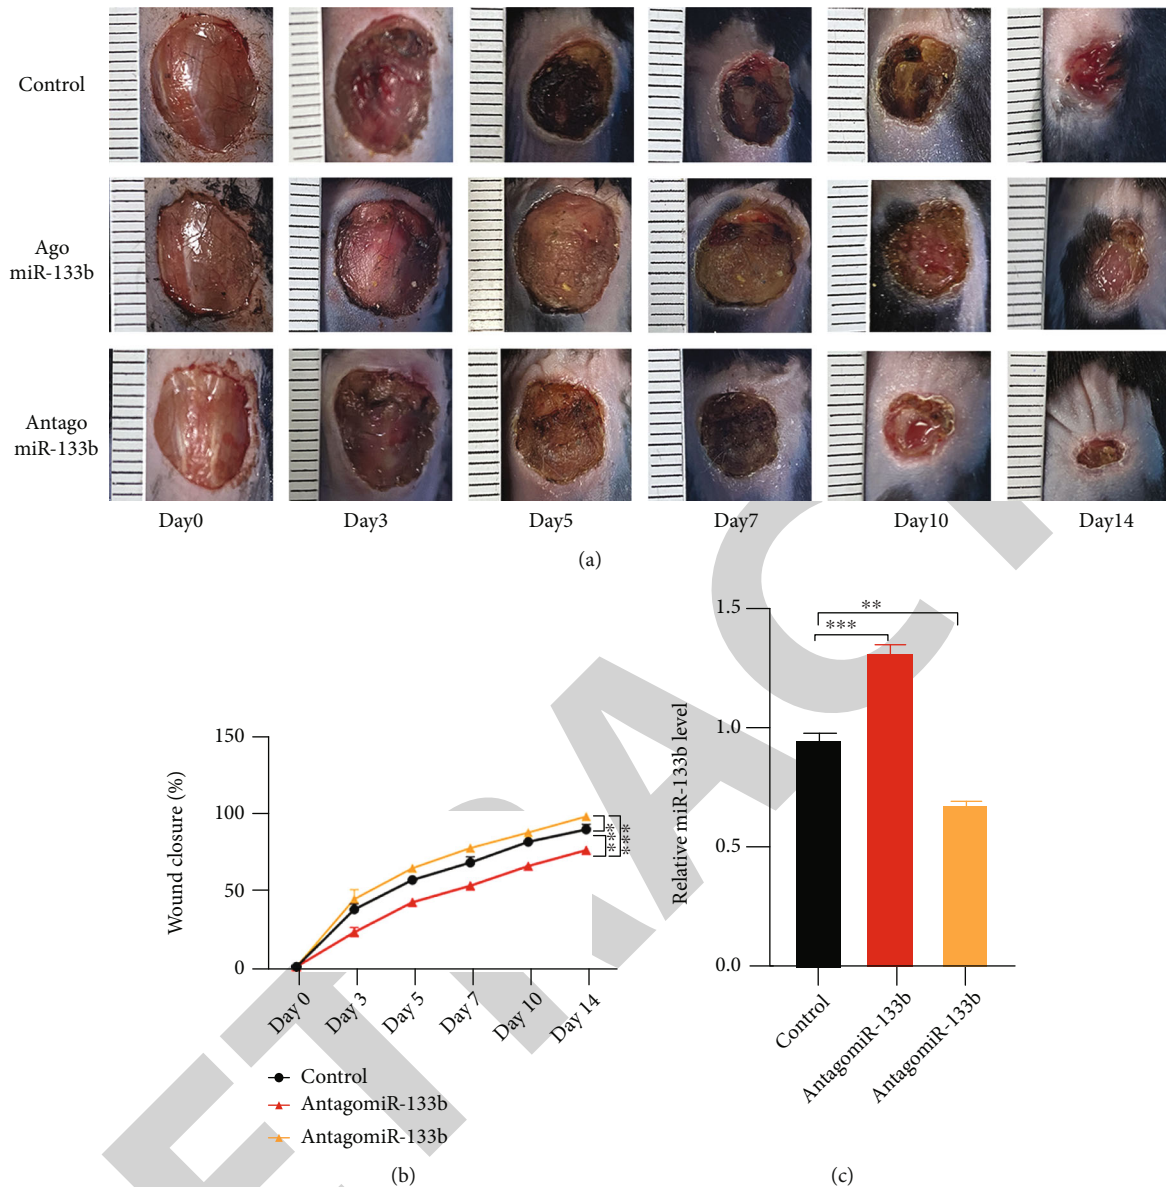 Control
Ago
miR-133b
Antago
miR-133b
Day0 Day3 Day5 Day7 Day10 Day14
(a)
150
100
50
0
Wound closure (%)
Day 0 Day 3 Day 5 Day 7 Day 10 Day 14
***
***
***
Control
AntagomiR-133b
AntagomiR-133b
(b)
1.5
1.0
0.5
0.0
Relative miR-133b level
**
***
Control AntagomiR-133b AntagomiR-133b
(c)